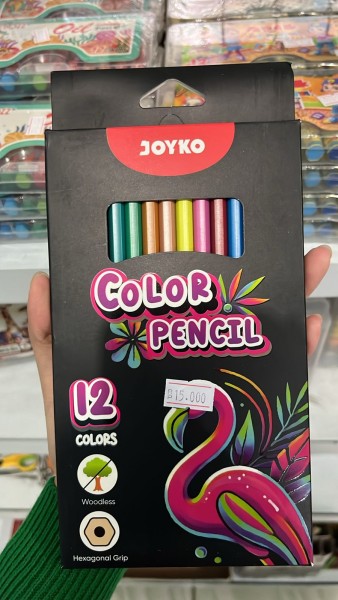 JOYKO
COLOR
PENCIL
12
COLORS
15.000
Woodless
Hexagonal Grip